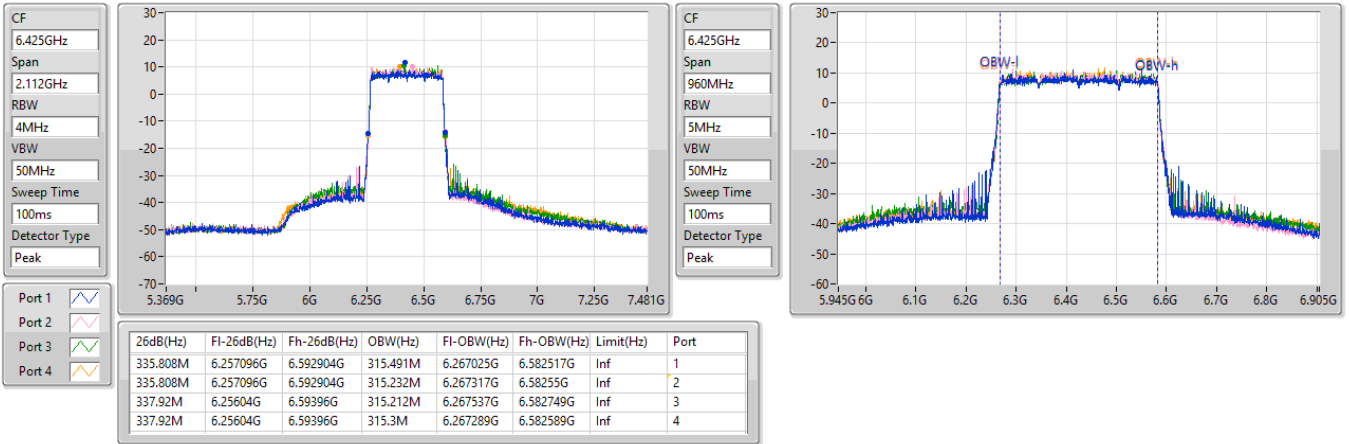 CF
6.425GHz
Span
2.112GHz
RBW
4MHz
VBW
50MHz
Sweep Time
100ms
Detector Type
Peak
30-
20-
10-
0-
-10-
-20-
-30-
-40-
-50-
-60-
-70-
5.369G 5.75G 6G 6.25G 6.5G 6.75G 7G 7.25G 7.481G
CF
6.425GHz
Span
960MHz
RBW
5MHz
VBW
50MHz
Sweep Time
100ms
Detector Type
Peak
30-
20-
10-
0-
-10-
-20-
-30-
-40-
-50-
-60-
OBW-l OBW-h
5.945G 6G 6.1G 6.2G 6.3G 6.4G 6.5G 6.6G 6.7G 6.8G 6.905G
Port 1
Port 2
Port 3
Port 4
26dB(Hz) Fl-26dB(Hz) Fh-26dB(Hz) OBW(Hz) Fl-OBW(Hz) Fh-OBW(Hz) Limit(Hz) Port
335.808M 6.257096G 6.592904G 315.491M 6.267025G 6.582517G Inf 1
335.808M 6.257096G 6.592904G 315.232M 6.267317G 6.58255G Inf 2
337.92M 6.25604G 6.59396G 315.212M 6.267537G 6.582749G Inf 3
337.92M 6.25604G 6.59396G 315.3M 6.267289G 6.582589G Inf 4